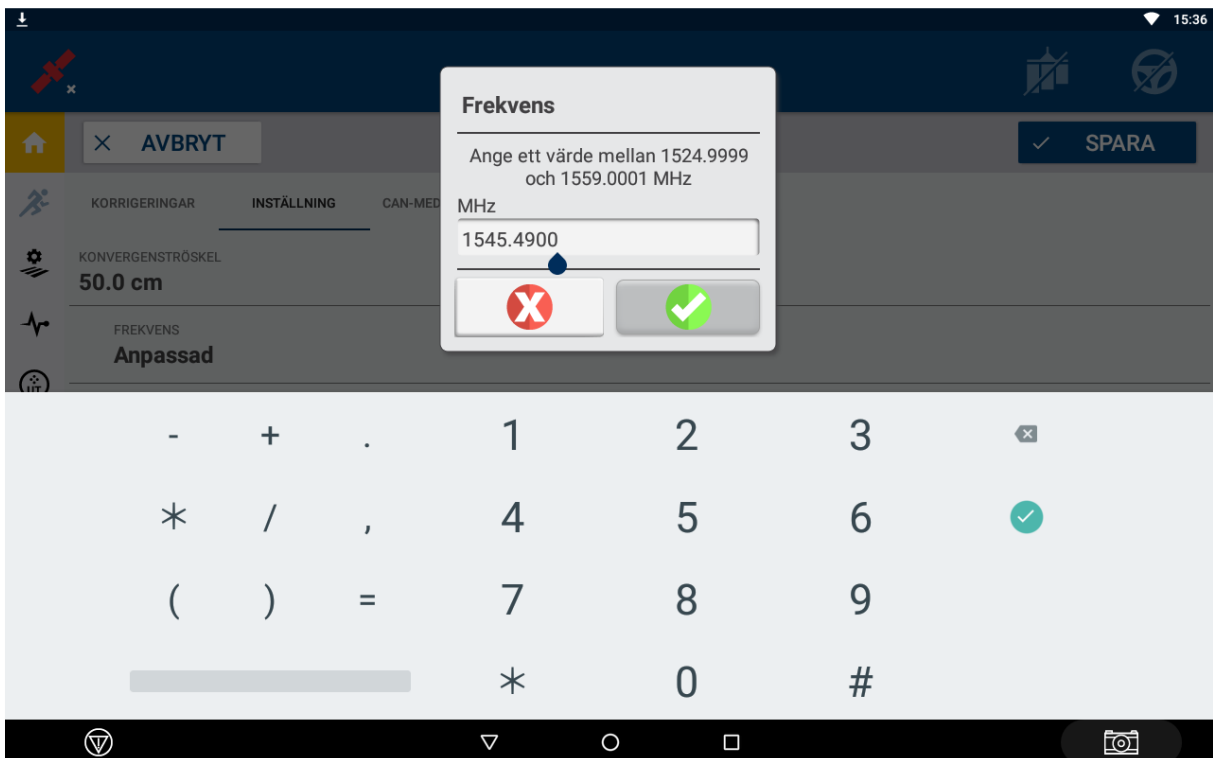 15:36
Frekvens
× AVBRYT
SPARA
Ange ett värde mellan 1524.9999
och 1559.0001 MHz
KORRIGERINGAR INSTÄLLNING CAN-MED
MHz
1545.4900
KONVERGENSTRÖSKEL
50.0 cm
FREKVENS
Anpassad
UT
- + . 1 2 3
* / , 4 5 6
( ) = 7 8 9
* 0 #